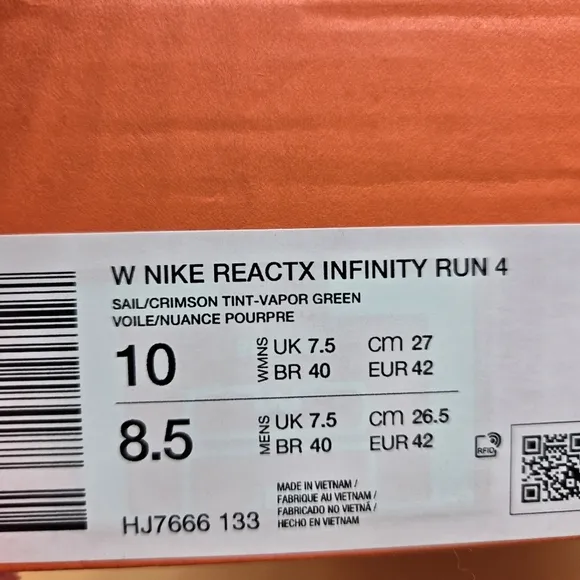 W NIKE REACTX INFINITY RUN 4
SAIL/CRIMSON TINT-VAPOR GREEN
VOILE/NUANCE POURPRE
10 WMNS UK 7.5 CM 27
BR 40 EUR 42
8.5 MENS UK 7.5 CM 26.5
BR 40 EUR 42
RFID
MADE IN VIETNAM /
FABRIQUE AU VIETNAM /
FABRICADO NO VIETNÃ /
HECHO EN VIETNAM
HJ7666 133